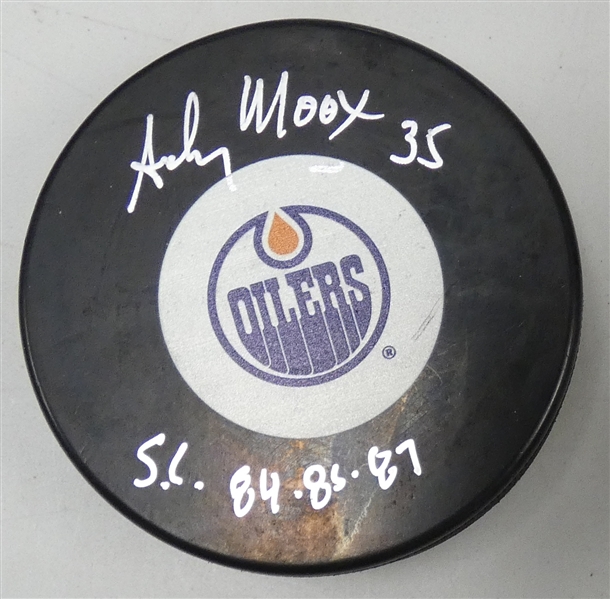 Andy Moog 35
OILERS
®
S.C. 84.85.87